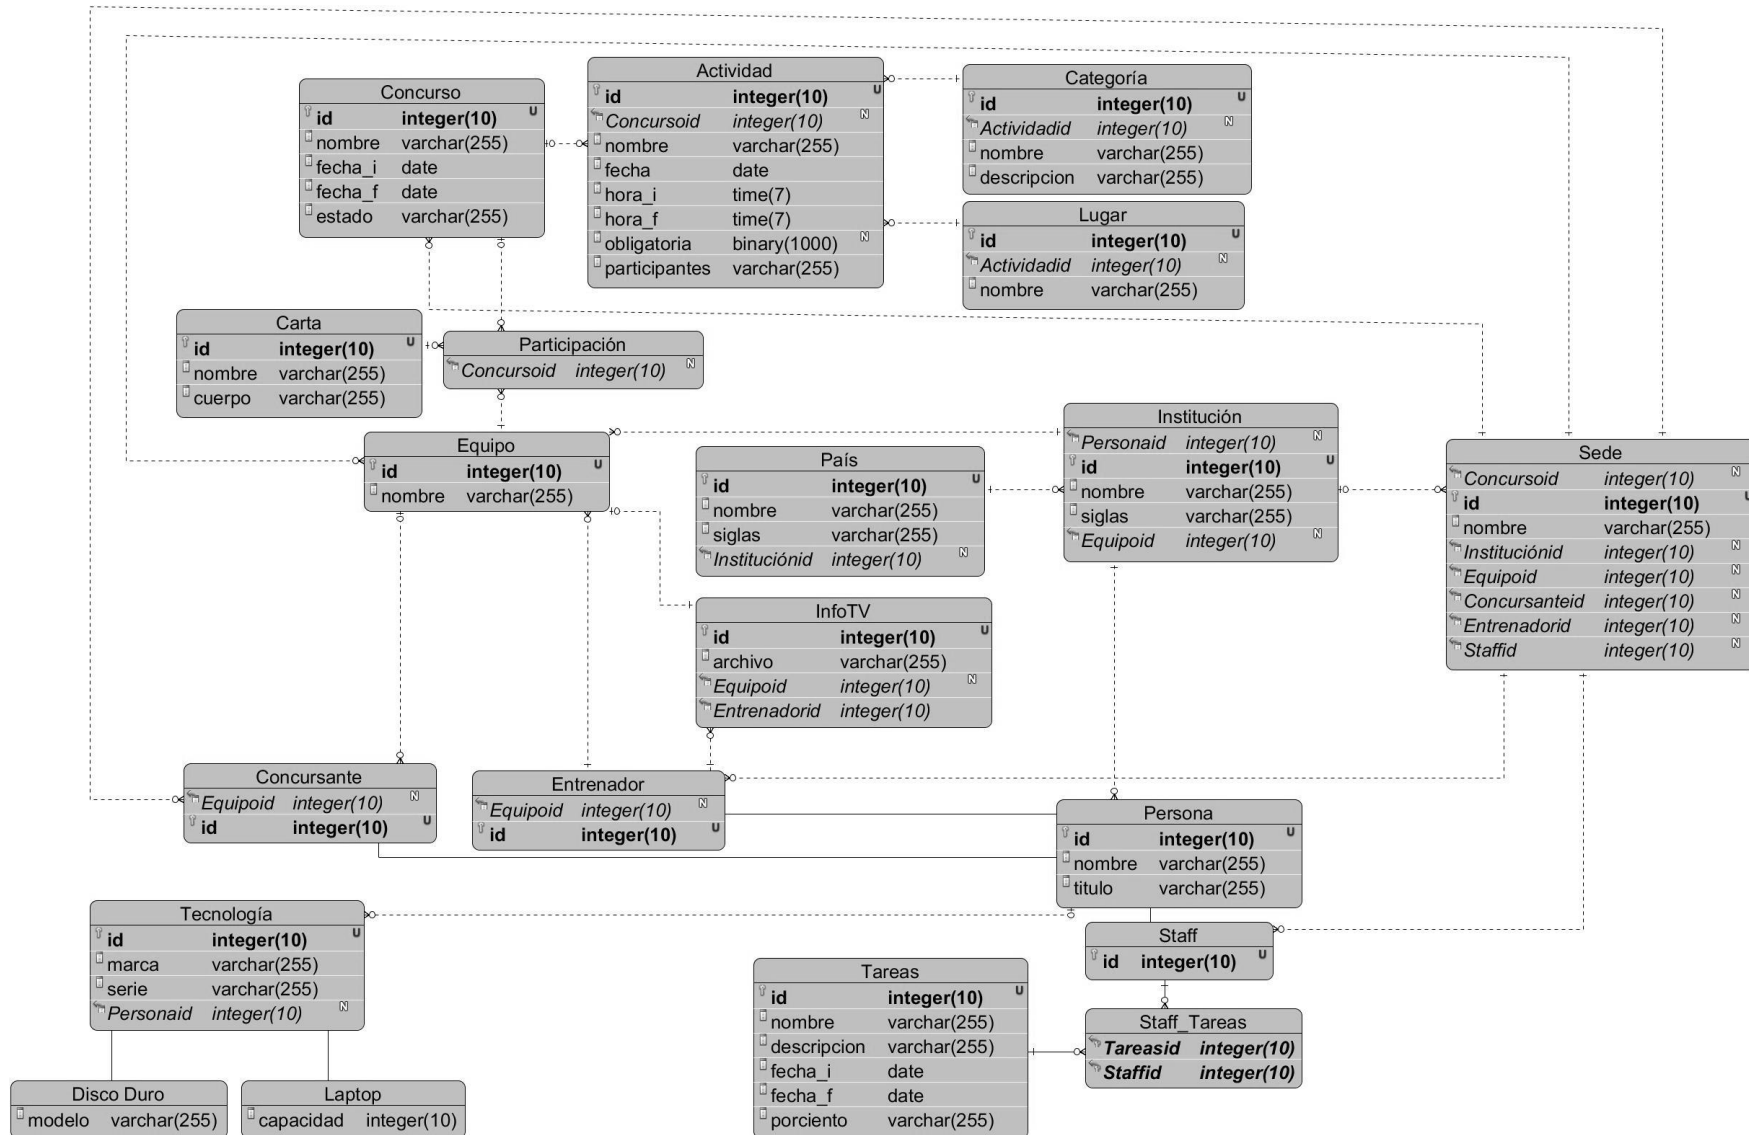 Concurso
id integer(10) U
nombre varchar(255)
fecha_i date
fecha_f date
estado varchar(255)
Actividad
id integer(10) U
Concursoid integer(10) N
nombre varchar(255)
fecha date
hora_i time(7)
hora_f time(7)
obligatoria binary(1000) N
participantes varchar(255)
Categoría
id integer(10) U
Actividadid integer(10) N
nombre varchar(255)
descripcion varchar(255)
Lugar
id integer(10) U
Actividadid integer(10) N
nombre varchar(255)
Carta
id integer(10) U
nombre varchar(255)
cuerpo varchar(255)
Participación
Concursoid integer(10) N
Equipo
id integer(10) U
nombre varchar(255)
País
id integer(10) U
nombre varchar(255)
siglas varchar(255)
Instituciónid integer(10) N
Institución
Personaid integer(10) N
id integer(10) U
nombre varchar(255)
siglas varchar(255)
Equipoid integer(10) N
Sede
Concursoid integer(10) N
id integer(10) U
nombre varchar(255)
Instituciónid integer(10) N
Equipoid integer(10) N
Concursanteid integer(10) N
Entrenadorid integer(10) N
Staffid integer(10) N
InfoTV
id integer(10) U
archivo varchar(255)
Equipoid integer(10) N
Entrenadorid integer(10)
Concursante
Equipoid integer(10) N
id integer(10) U
Entrenador
Equipoid integer(10) N
id integer(10) U
Persona
id integer(10) U
nombre varchar(255)
titulo varchar(255)
Tecnología
id integer(10) U
marca varchar(255)
serie varchar(255)
Personaid integer(10) N
Staff
id integer(10) U
Tareas
id integer(10) U
nombre varchar(255)
descripcion varchar(255)
fecha_i date
fecha_f date
porciento varchar(255)
Staff_Tareas
Tareasid integer(10)
Staffid integer(10)
Disco Duro
modelo varchar(255)
Laptop
capacidad integer(10)